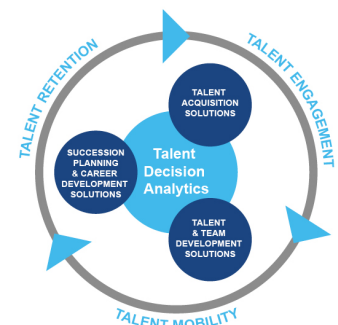 TALENT RETENTION
TALENT ENGAGEMENT
TALENT
ACQUISITION
SOLUTIONS
SUCCESSION
PLANNING
& CAREER
DEVELOPMENT
SOLUTIONS
Talent
Decision
Analytics
TALENT
& TEAM
DEVELOPMENT
SOLUTIONS
TALENT MOBILITY